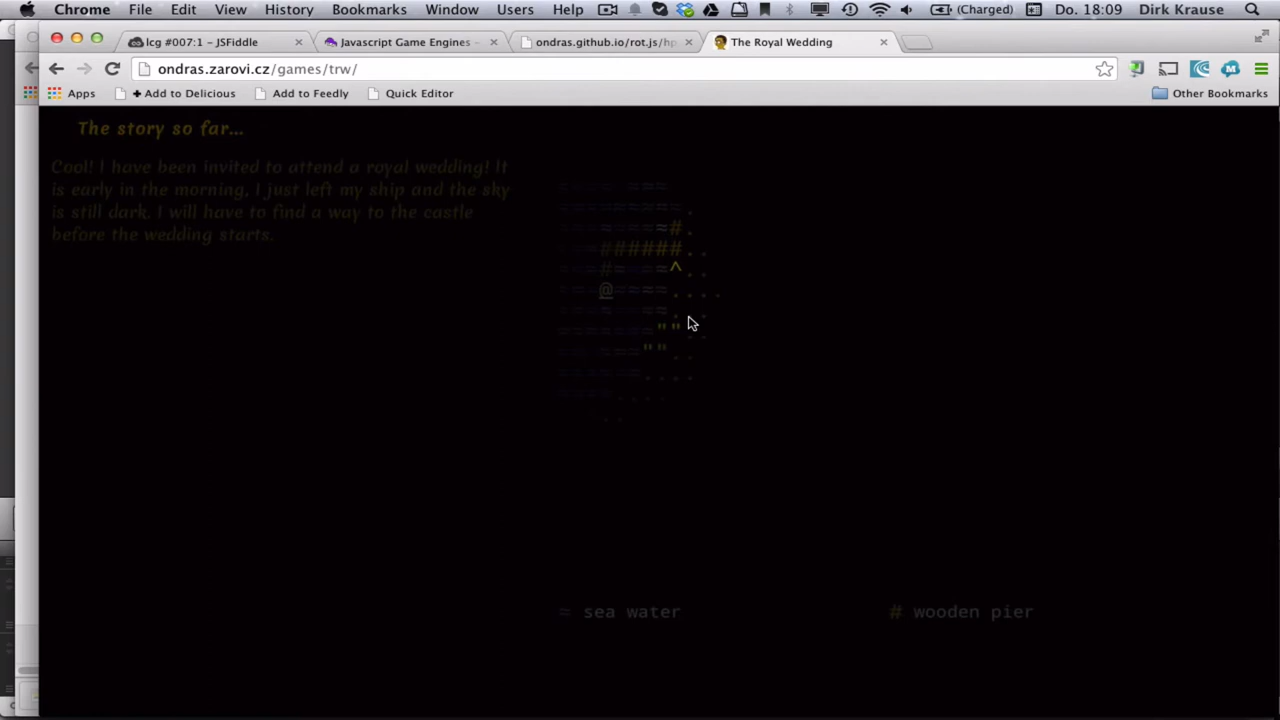 Chrome File Edit View History Bookmarks Window Users Help (Charged) Do. 18:09 Dirk Krause
lcg #007:1 - JSFiddle
Javascript Game Engines -
ondras.github.io/rot.js/hp
The Royal Wedding
ondras.zarovi.cz/games/trw/
Apps + Add to Delicious Add to Feedly Quick Editor Other Bookmarks
The story so far...
Cool! I have been invited to attend a royal wedding! It
is early in the morning, I just left my ship and the sky
is still dark. I will have to find a way to the castle
before the wedding starts.
= sea water
# wooden pier